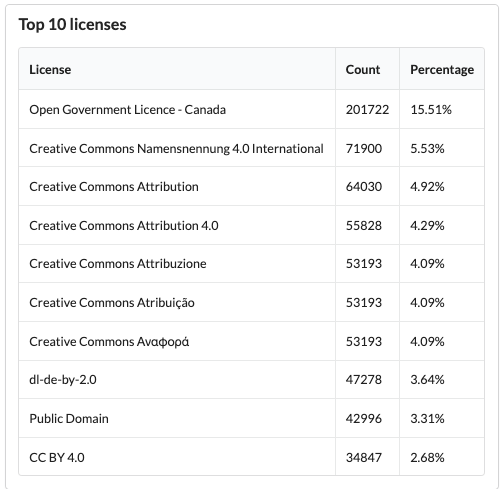 Top 10 licenses
License Count Percentage
Open Government Licence - Canada 201722 15.51%
Creative Commons Namensnennung 4.0 International 71900 5.53%
Creative Commons Attribution 64030 4.92%
Creative Commons Attribution 4.0 55828 4.29%
Creative Commons Attribuzione 53193 4.09%
Creative Commons Atribuição 53193 4.09%
Creative Commons Αναφορά 53193 4.09%
dl-de-by-2.0 47278 3.64%
Public Domain 42996 3.31%
CC BY 4.0 34847 2.68%